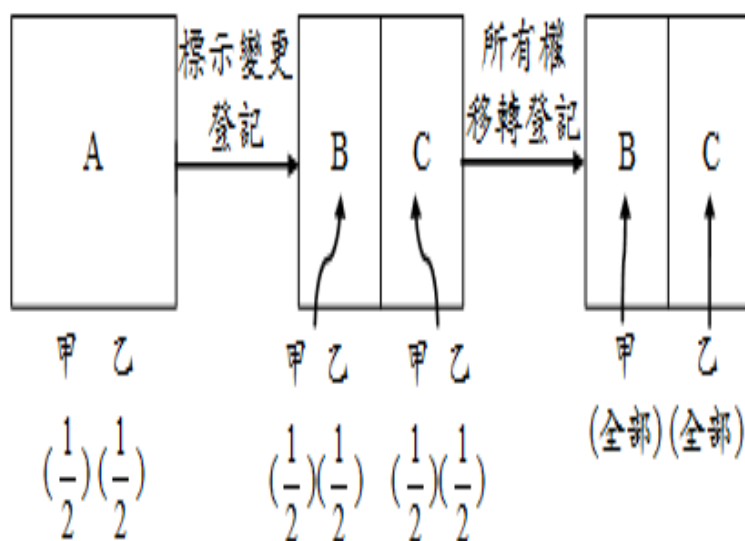 標示變更
登記
所有權
移轉登記
A
B C
B C
甲 乙
甲 乙
甲 乙
甲 乙
(1/2)(1/2)
(1/2)(1/2)
(1/2)(1/2)
(全部)(全部)